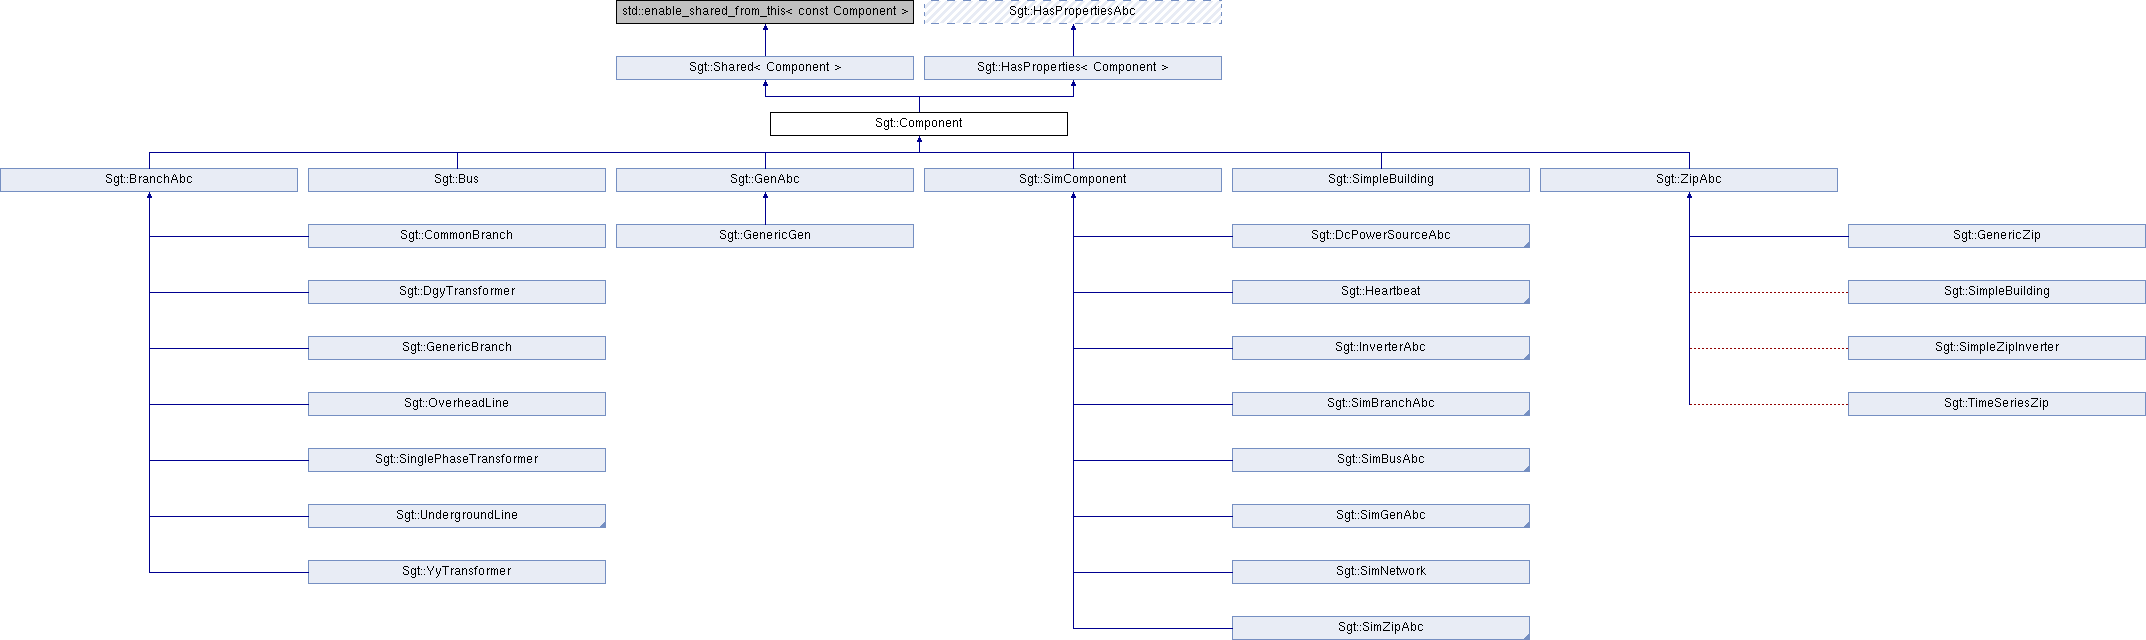 std::enable_shared_from_this< const Component >
Sgt::HasPropertiesAbc
Sgt::Shared< Component >
Sgt::HasProperties< Component >
Sgt::Component
Sgt::BranchAbc
Sgt::Bus
Sgt::GenAbc
Sgt::SimComponent
Sgt::SimpleBuilding
Sgt::ZipAbc
Sgt::CommonBranch
Sgt::GenericGen
Sgt::DcPowerSourceAbc
Sgt::GenericZip
Sgt::DgyTransformer
Sgt::Heartbeat
Sgt::SimpleBuilding
Sgt::GenericBranch
Sgt::InverterAbc
Sgt::SimpleZipInverter
Sgt::OverheadLine
Sgt::SimBranchAbc
Sgt::TimeSeriesZip
Sgt::SinglePhaseTransformer
Sgt::SimBusAbc
Sgt::UndergroundLine
Sgt::SimGenAbc
Sgt::YyTransformer
Sgt::SimNetwork
Sgt::SimZipAbc